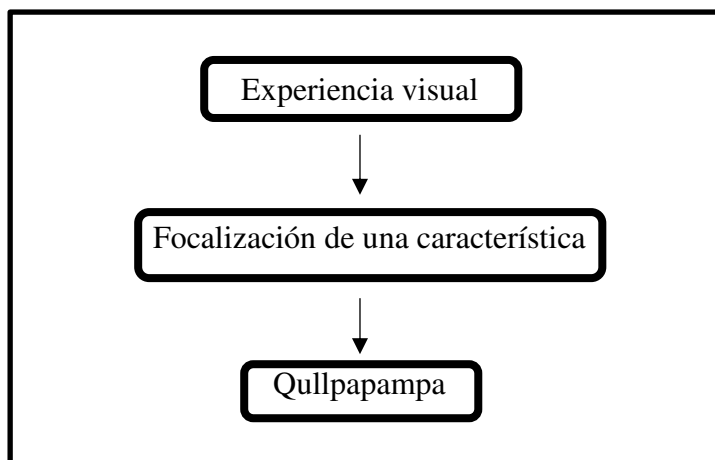 Experiencia visual
Focalización de una característica
Qullpapampa